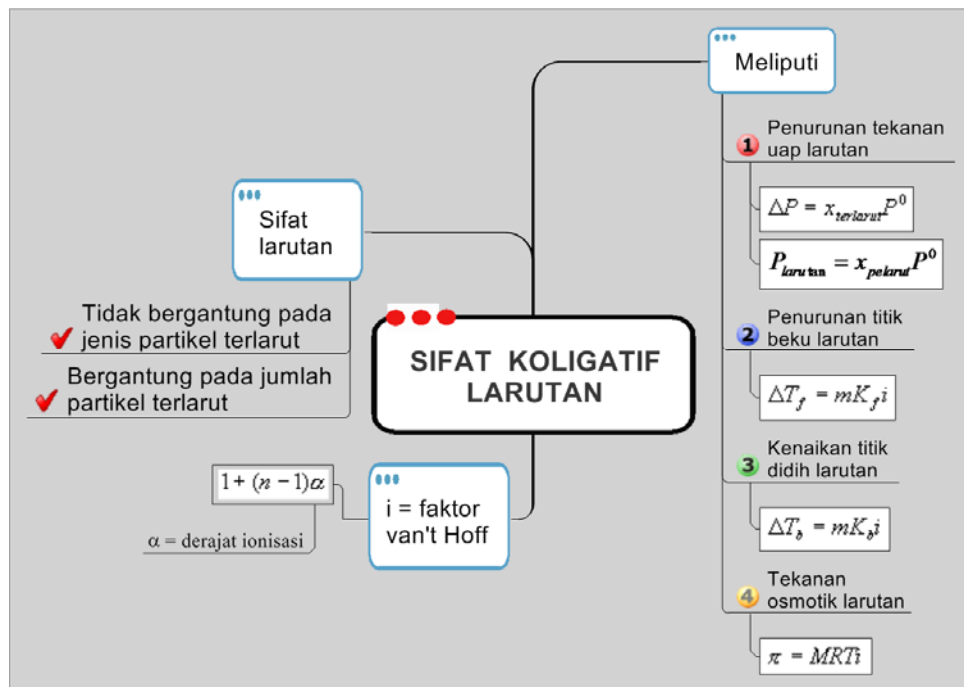 SIFAT KOLIGATIF
LARUTAN
Meliputi
1
Penurunan tekanan
uap larutan
ΔP = x_terlarut P⁰
P_larutan = x_pelarut P⁰
2
Penurunan titik
beku larutan
ΔT_f = mK_f i
3
Kenaikan titik
didih larutan
ΔT_b = mK_b i
4
Tekanan
osmotik larutan
π = MRTi
Sifat
larutan
Tidak bergantung pada
jenis partikel terlarut
Bergantung pada jumlah
partikel terlarut
i = faktor
van't Hoff
1 + (n − 1)α
α = derajat ionisasi